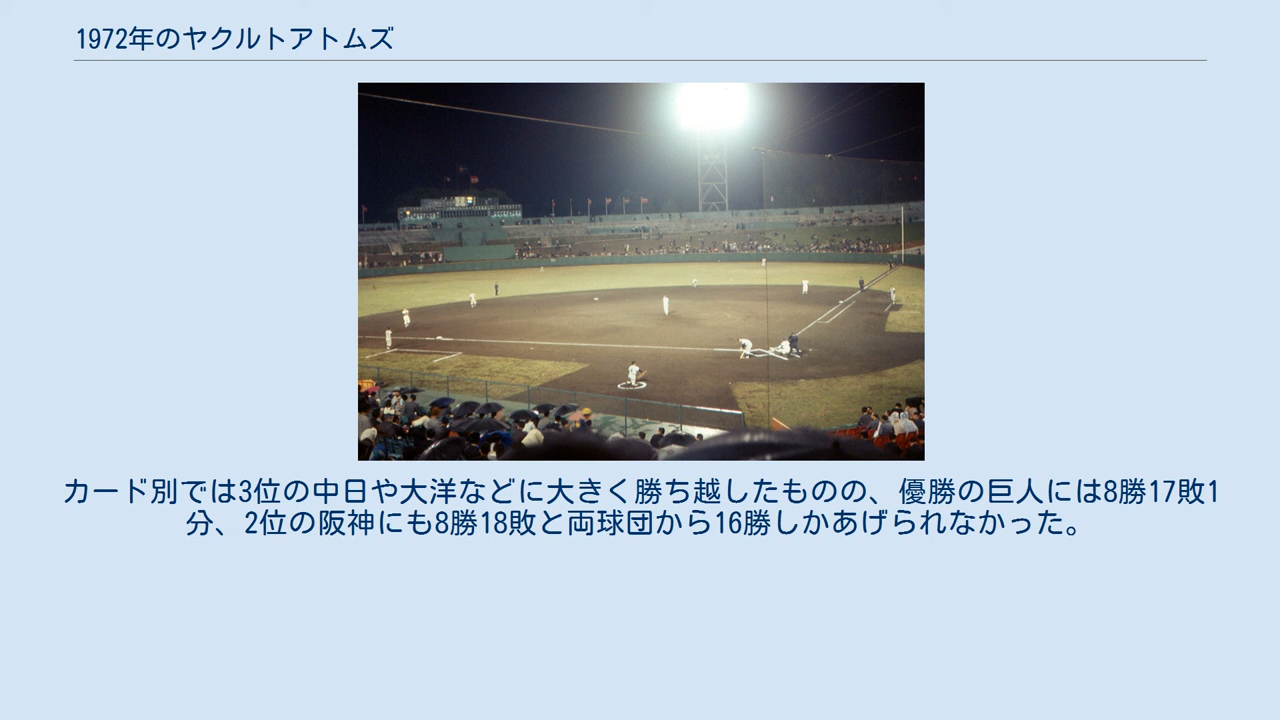 1972年のヤクルトアトムズ
カード別では3位の中日や大洋などに大きく勝ち越したものの、優勝の巨人には8勝17敗1
分、2位の阪神にも8勝18敗と両球団から16勝しかあげられなかった。